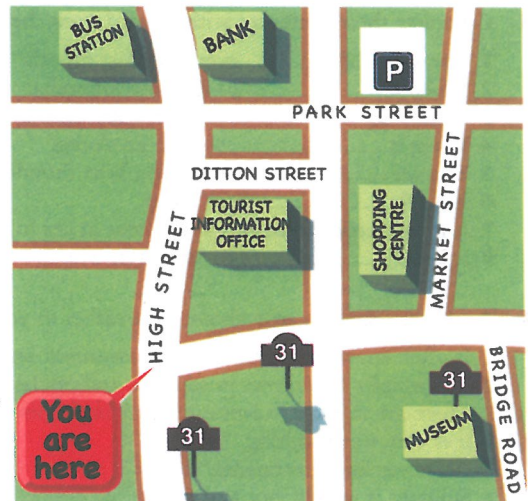 BUS
STATION
BANK
P
PARK STREET
DITTON STREET
TOURIST
INFORMATION
OFFICE
SHOPPING
CENTRE
MARKET STREET
HIGH STREET
31
31
31
You
are
here
MUSEUM
BRIDGE ROAD